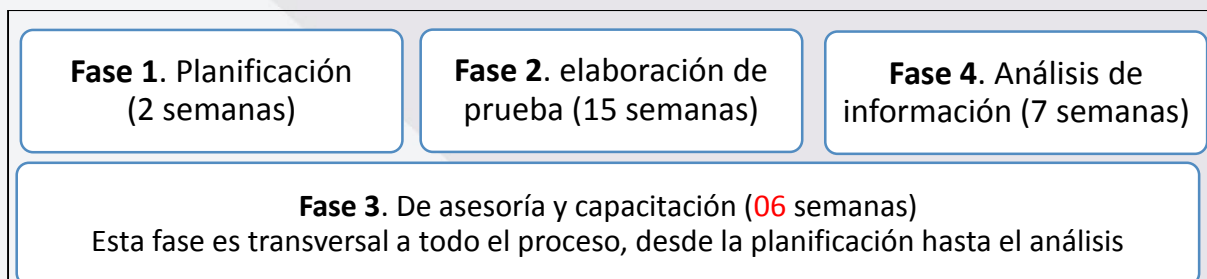 Fase 1. Planificación
(2 semanas)
Fase 2. elaboración de
prueba (15 semanas)
Fase 4. Análisis de
información (7 semanas)
Fase 3. De asesoría y capacitación (06 semanas)
Esta fase es transversal a todo el proceso, desde la planificación hasta el análisis